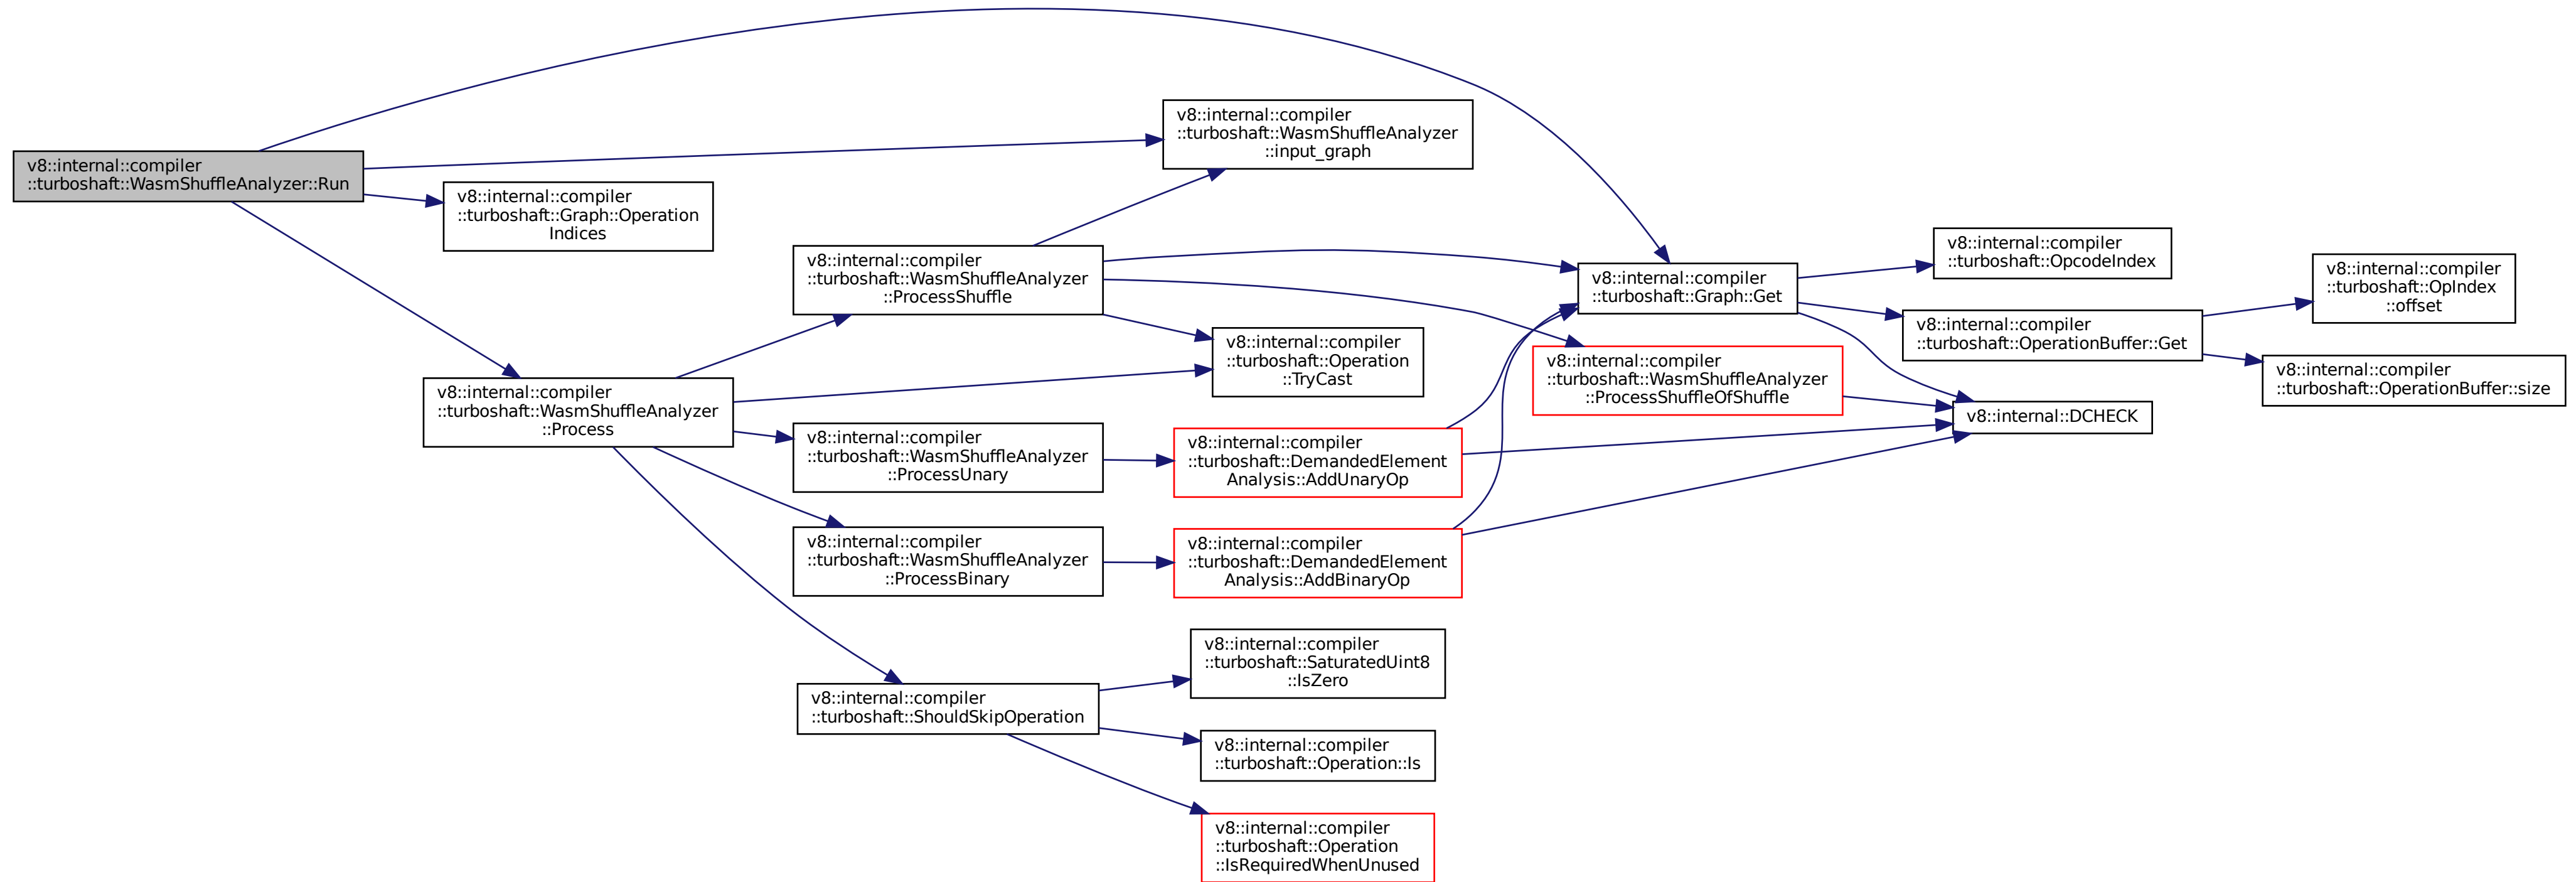 v8::internal::compiler
::turboshaft::WasmShuffleAnalyzer::Run
v8::internal::compiler
::turboshaft::Graph::Operation
Indices
v8::internal::compiler
::turboshaft::WasmShuffleAnalyzer
::Process
v8::internal::compiler
::turboshaft::WasmShuffleAnalyzer
::ProcessShuffle
v8::internal::compiler
::turboshaft::WasmShuffleAnalyzer
::ProcessUnary
v8::internal::compiler
::turboshaft::WasmShuffleAnalyzer
::ProcessBinary
v8::internal::compiler
::turboshaft::ShouldSkipOperation
v8::internal::compiler
::turboshaft::WasmShuffleAnalyzer
::input_graph
v8::internal::compiler
::turboshaft::Operation
::TryCast
v8::internal::compiler
::turboshaft::DemandedElement
Analysis::AddUnaryOp
v8::internal::compiler
::turboshaft::DemandedElement
Analysis::AddBinaryOp
v8::internal::compiler
::turboshaft::SaturatedUint8
::IsZero
v8::internal::compiler
::turboshaft::Operation::Is
v8::internal::compiler
::turboshaft::Operation
::IsRequiredWhenUnused
v8::internal::compiler
::turboshaft::Graph::Get
v8::internal::compiler
::turboshaft::WasmShuffleAnalyzer
::ProcessShuffleOfShuffle
v8::internal::compiler
::turboshaft::OpcodeIndex
v8::internal::compiler
::turboshaft::OperationBuffer::Get
v8::internal::DCHECK
v8::internal::compiler
::turboshaft::OpIndex
::offset
v8::internal::compiler
::turboshaft::OperationBuffer::size